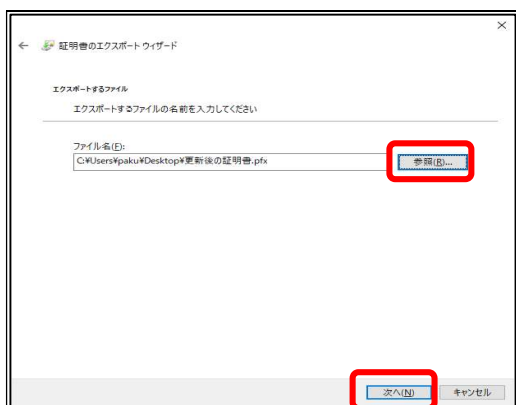 証明書のエクスポート ウィザード
エクスポートするファイル
エクスポートするファイルの名前を入力してください
ファイル名(F):
C:¥Users¥paku¥Desktop¥更新後の証明書.pfx
参照(R)...
次へ(N)
キャンセル